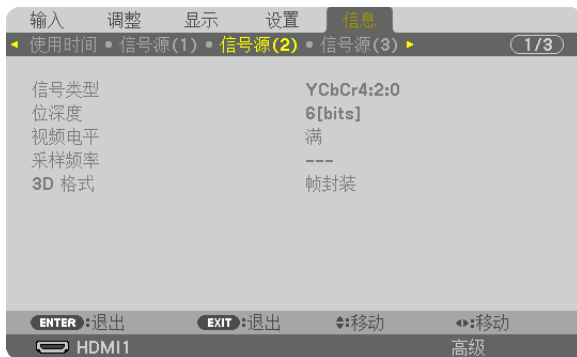 输入 调整 显示 设置 信息
使用时间 • 信号源(1) • 信号源(2) • 信号源(3) 1/3
信号类型 YCbCr4:2:0
位深度 6[bits]
视频电平 满
采样频率 ---
3D 格式 帧封装
ENTER:退出 EXIT:退出 :移动 :移动
HDMI1 高级